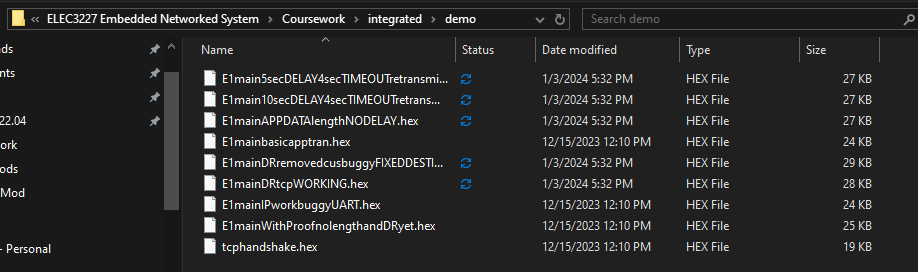 « ELEC3227 Embedded Networked System › Coursework › integrated › demo Search demo
Name Status Date modified Type Size
ads
E1main5secDELAY4secTIMEOUTretransmi... 1/3/2024 5:32 PM HEX File 27 KB
nts
E1main10secDELAY4secTIMEOUTretrans... 1/3/2024 5:32 PM HEX File 27 KB
22.04
E1mainAPPDATAlengthNODELAY.hex 1/3/2024 5:32 PM HEX File 27 KB
ork
E1mainbasicapptran.hex 12/15/2023 12:10 PM HEX File 24 KB
ods
E1mainDRremovedcusbuggyFIXEDDESTI... 1/3/2024 5:32 PM HEX File 29 KB
Mod
E1mainDRtcpWORKING.hex 1/3/2024 5:32 PM HEX File 28 KB
E1mainIPworkbuggyUART.hex 12/15/2023 12:10 PM HEX File 24 KB
E1mainWithProofnolengthandDRyet.hex 12/15/2023 12:10 PM HEX File 25 KB
- Personal
tcphandshake.hex 12/15/2023 12:10 PM HEX File 19 KB